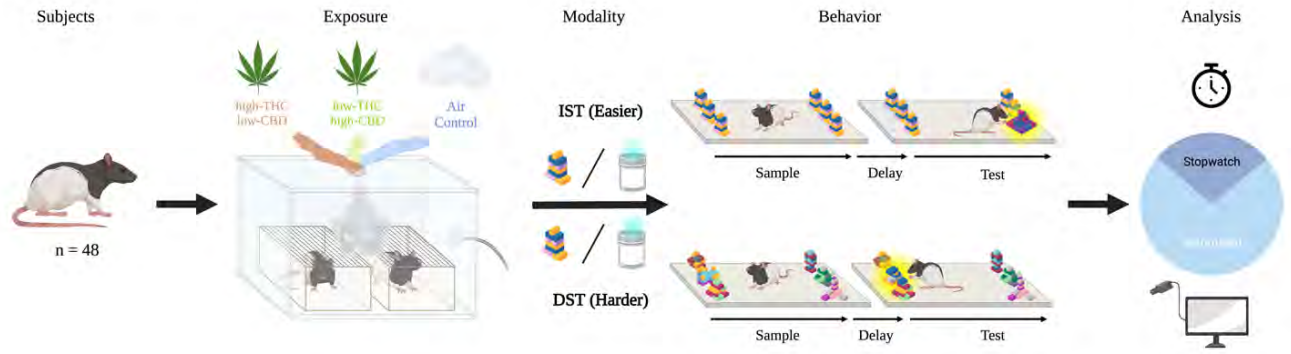 Subjects
Exposure
Modality
Behavior
Analysis
high-THC
low-CBD
low-THC
high-CBD
Air
Control
IST (Easier)
Sample
Delay
Test
Stopwatch
n = 48
DST (Harder)
Sample
Delay
Test